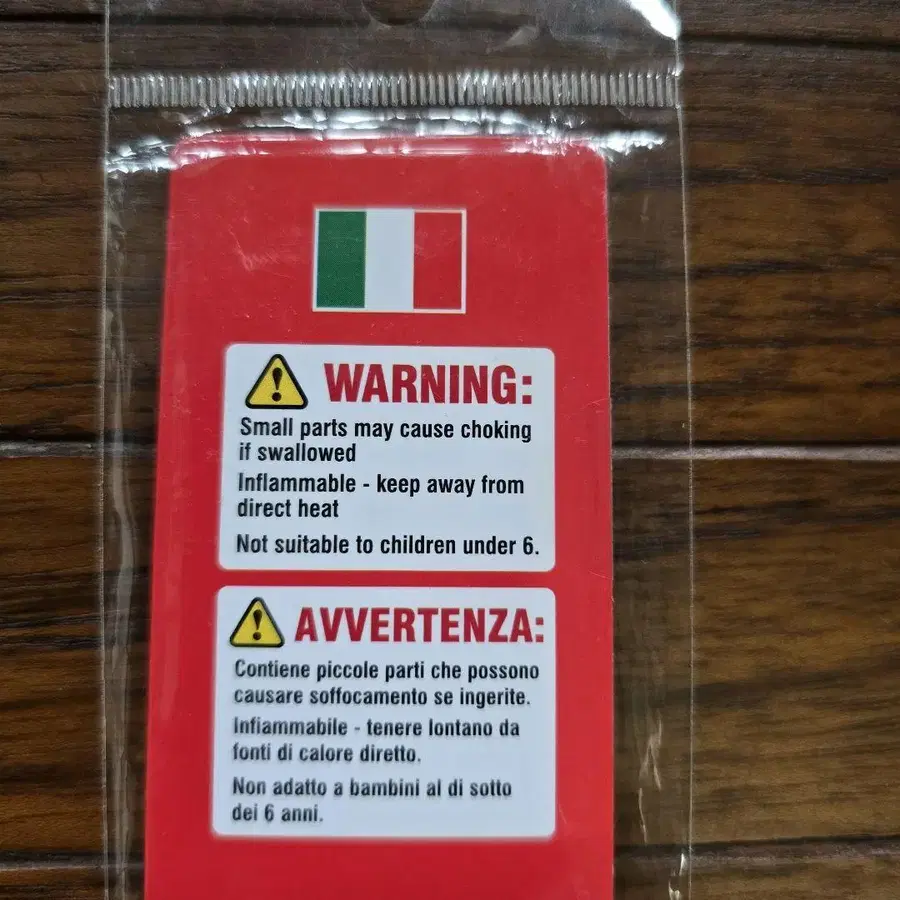 WARNING:
Small parts may cause choking
if swallowed
Inflammable - keep away from
direct heat
Not suitable to children under 6.
AVVERTENZA:
Contiene piccole parti che possono
causare soffocamento se ingerite.
Infiammabile - tenere lontano da
fonti di calore diretto.
Non adatto a bambini al di sotto
dei 6 anni.